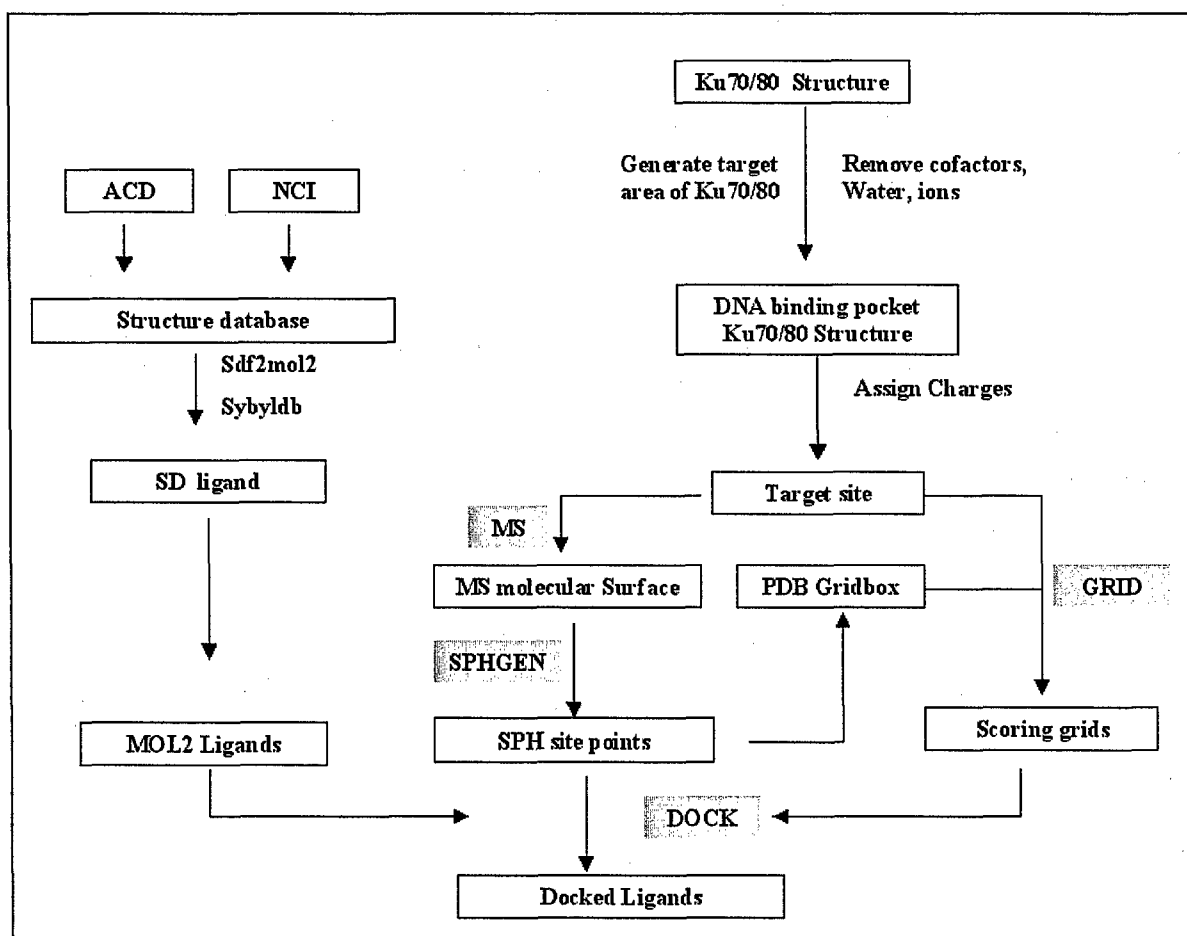 Ku70/80 Structure
Generate target
area of Ku70/80
Remove cofactors,
Water, ions
ACD
NCI
Structure database
Sdf2mol2
Sybyldb
SD ligand
DNA binding pocket
Ku70/80 Structure
Assign Charges
Target site
MS
MS molecular Surface
PDB Gridbox
GRID
SPHGEN
MOL2 Ligands
SPH site points
Scoring grids
DOCK
Docked Ligands